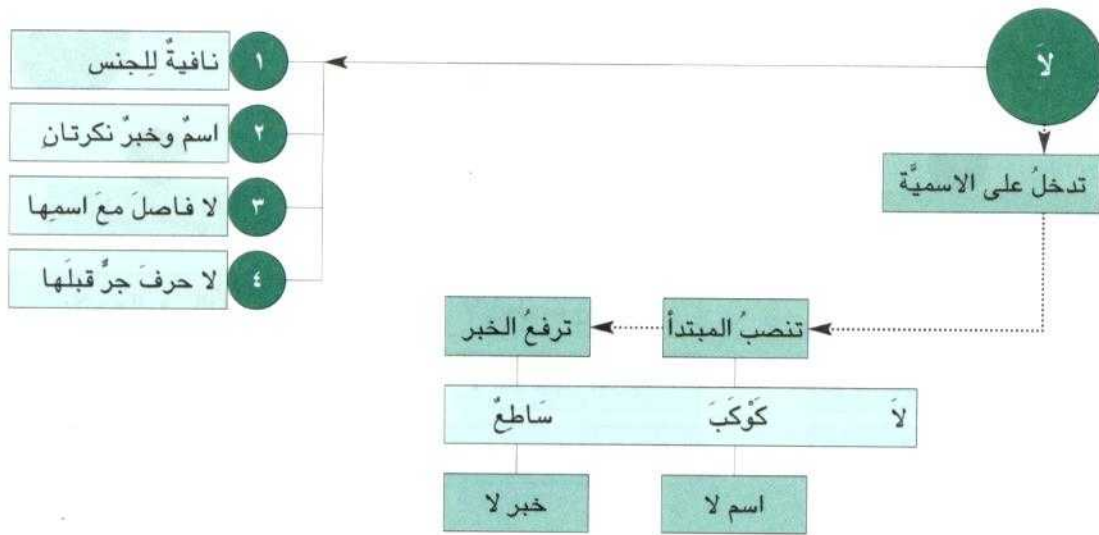 لاَ
١ نافيةٌ لِلجنس
٢ اسمٌ وخبرٌ نكرتانِ
٣ لا فاصلَ معَ اسمِها
٤ لا حرفَ جرٍّ قبلَها
تدخلُ على الاسميَّة
تنصبُ المبتدأ
ترفعُ الخبر
لاَ كَوْكَبَ سَاطعٌ
اسم لا
خبر لا